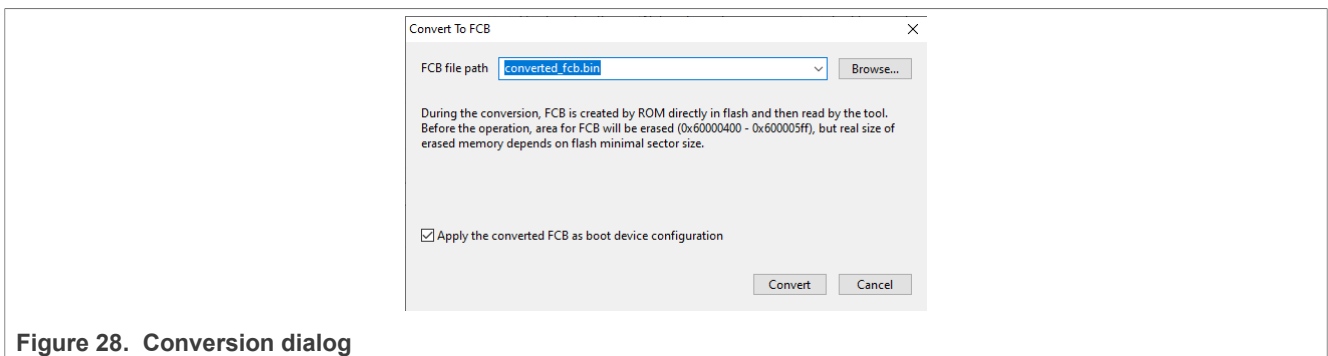 Convert To FCB
FCB file path converted_fcb.bin Browse...
During the conversion, FCB is created by ROM directly in flash and then read by the tool.
Before the operation, area for FCB will be erased (0x60000400 - 0x600005ff), but real size of
erased memory depends on flash minimal sector size.
Apply the converted FCB as boot device configuration
Convert Cancel
Figure 28. Conversion dialog